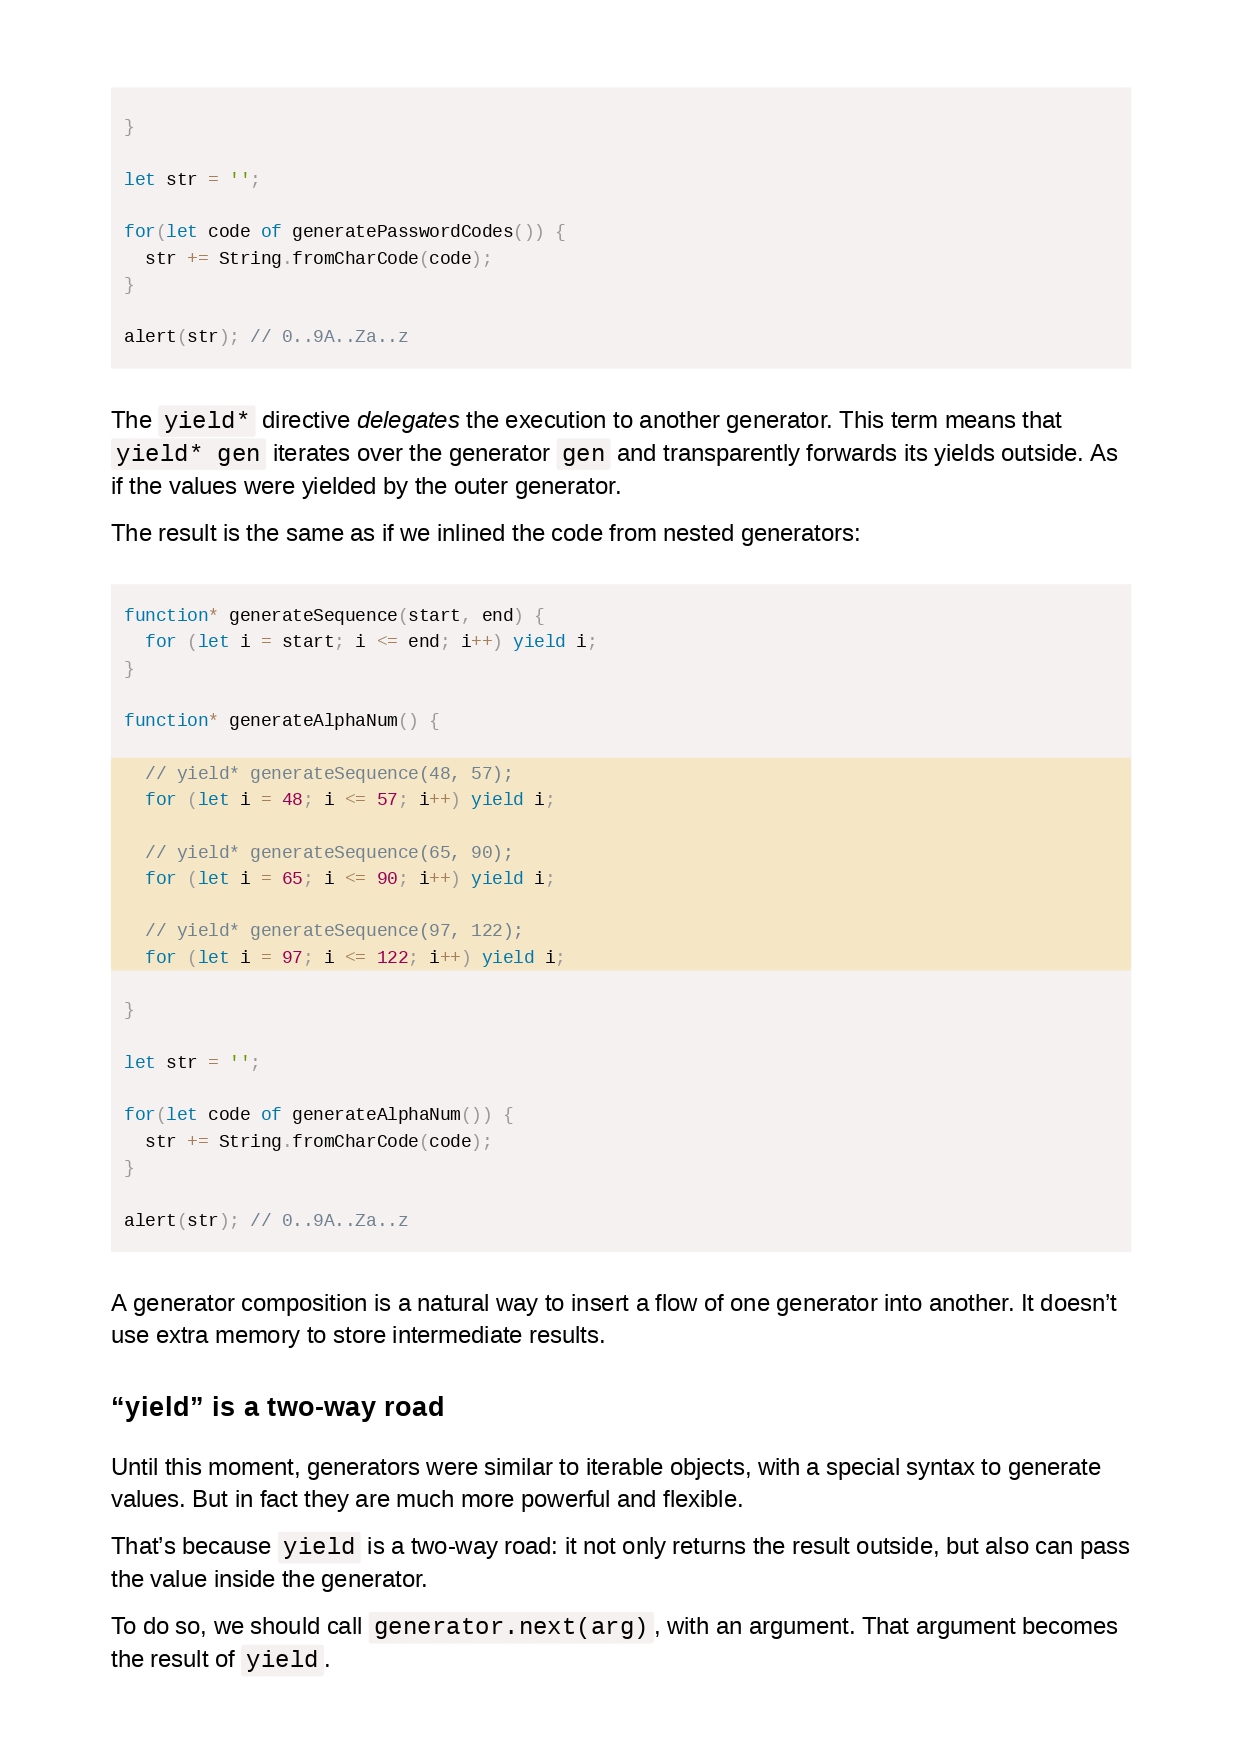 }

let str = '';

for(let code of generatePasswordCodes()) {
  str += String.fromCharCode(code);
}

alert(str); // 0..9A..Za..z

The yield* directive delegates the execution to another generator. This term means that
yield* gen iterates over the generator gen and transparently forwards its yields outside. As
if the values were yielded by the outer generator.
The result is the same as if we inlined the code from nested generators:

function* generateSequence(start, end) {
  for (let i = start; i <= end; i++) yield i;
}

function* generateAlphaNum() {

  // yield* generateSequence(48, 57);
  for (let i = 48; i <= 57; i++) yield i;

  // yield* generateSequence(65, 90);
  for (let i = 65; i <= 90; i++) yield i;

  // yield* generateSequence(97, 122);
  for (let i = 97; i <= 122; i++) yield i;

}

let str = '';

for(let code of generateAlphaNum()) {
  str += String.fromCharCode(code);
}

alert(str); // 0..9A..Za..z

A generator composition is a natural way to insert a flow of one generator into another. It doesn’t
use extra memory to store intermediate results.

“yield” is a two-way road

Until this moment, generators were similar to iterable objects, with a special syntax to generate
values. But in fact they are much more powerful and flexible.
That’s because yield is a two-way road: it not only returns the result outside, but also can pass
the value inside the generator.
To do so, we should call generator.next(arg), with an argument. That argument becomes
the result of yield.